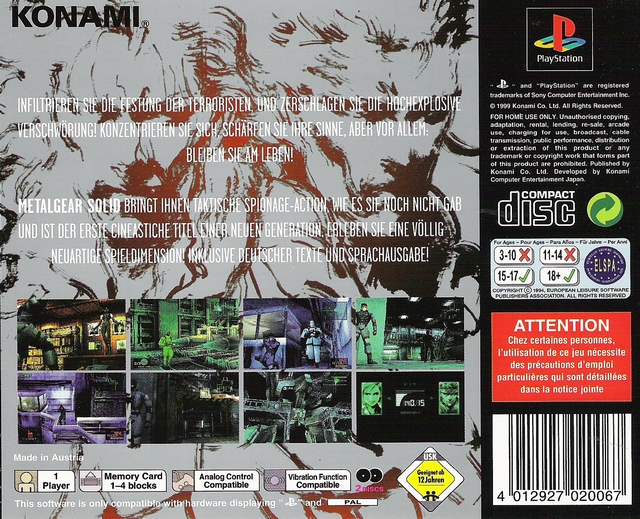 KONAMI®
INFILTRIEREN SIE DIE FESTUNG DER TERRORISTEN, UND ZERSCHLAGEN SIE DIE HOCHEXPLOSIVE
VERSCHWÖRUNG! KONZENTRIEREN SIE SICH, SCHÄRFEN SIE IHRE SINNE, ABER VOR ALLEM:
BLEIBEN SIE AM LEBEN!
METALGEAR SOLID BRINGT IHNEN TAKTISCHE SPIONAGE-ACTION, WIE ES SIE NOCH NICHT GAB
UND IST DER ERSTE CINEASTICHE TITEL EINER NEUEN GENERATION. ERLEBEN SIE EINE VÖLLIG
NEUARTIGE SPIELDIMENSION! INKLUSIVE DEUTSCHER TEXTE UND SPRACHAUSGABE!
Made in Austria
1
Player
Memory Card
1–4 blocks
Analog Control
Compatible
Vibration Function
Compatible
2 DISCS
USK
Geeignet ab
12 Jahren
This software is only compatible with hardware displaying " " and PAL
PlayStation
" " and "PlayStation" are registered
trademarks of Sony Computer Entertainment Inc.
© 1999 Konami Co. Ltd. All Rights Reserved.
FOR HOME USE ONLY. Unauthorised copying,
adaptation, rental, lending, re-sale, arcade
use, charging for use, broadcast, cable
transmission, public performance, distribution
or extraction of this product or any
trademark or copyright work that forms part
of this product are prohibited. Published by
Konami Co. Ltd. Developed by Konami
Computer Entertainment Japan.
COMPACT
disc
For Ages - Pour Ages - Para Años - Für Jahre - Per Anni
3-10
11-14
15-17
18+
ELSPA
COPYRIGHT © 1994, EUROPEAN LEISURE SOFTWARE
PUBLISHERS ASSOCIATION. ALL RIGHTS RESERVED
ATTENTION
Chez certaines personnes,
l'utilisation de ce jeu nécessite
des précautions d'emploi
particulières qui sont détaillées
dans la notice jointe
4 012927 020067